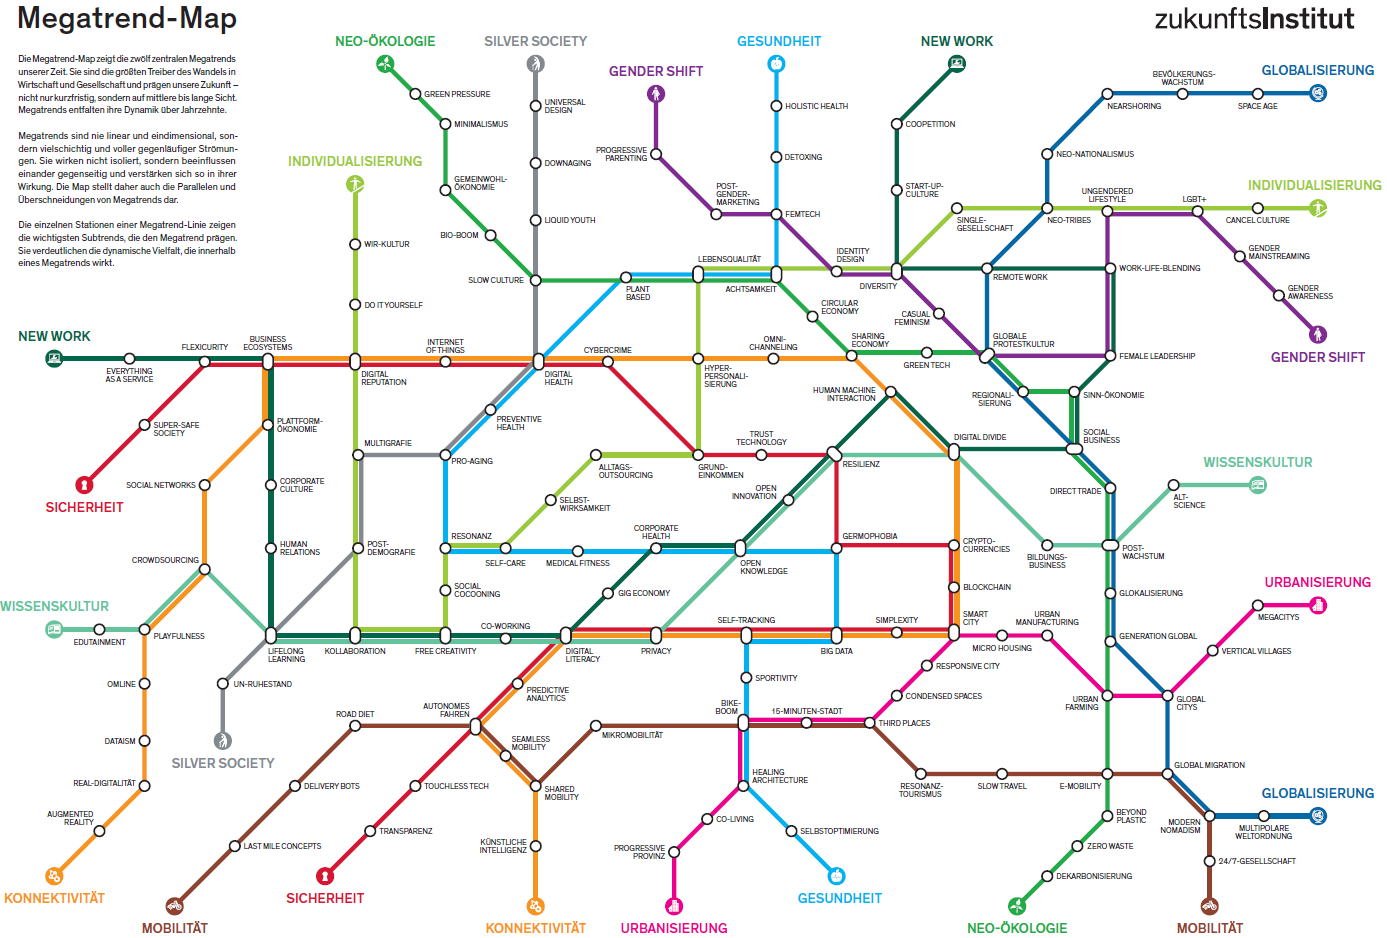 Megatrend-Map
zukunftsInstitut
Die Megatrend-Map zeigt die zwölf zentralen Megatrends
unserer Zeit. Sie sind die größten Treiber des Wandels in
Wirtschaft und Gesellschaft und prägen unsere Zukunft –
nicht nur kurzfristig, sondern auf mittlere bis lange Sicht.
Megatrends entfalten ihre Dynamik über Jahrzehnte.
Megatrends sind nie linear und eindimensional, son-
dern vielschichtig und voller gegenläufiger Strömun-
gen. Sie wirken nicht isoliert, sondern beeinflussen
einander gegenseitig und verstärken sich so in ihrer
Wirkung. Die Map stellt daher auch die Parallelen und
Überschneidungen von Megatrends dar.
Die einzelnen Stationen einer Megatrend-Linie zeigen
die wichtigsten Subtrends, die den Megatrend prägen.
Sie verdeutlichen die dynamische Vielfalt, die innerhalb
eines Megatrends wirkt.
NEO-ÖKOLOGIE
SILVER SOCIETY
GENDER SHIFT
GESUNDHEIT
NEW WORK
GLOBALISIERUNG
BEVÖLKERUNGS-
WACHSTUM
NEARSHORING
SPACE AGE
GREEN PRESSURE
UNIVERSAL
DESIGN
HOLISTIC HEALTH
MINIMALISMUS
COOPETITION
PROGRESSIVE
PARENTING
DETOXING
NEO-NATIONALISMUS
INDIVIDUALISIERUNG
DOWNAGING
GEMEINWOHL-
ÖKONOMIE
POST-
GENDER-
MARKETING
START-UP-
CULTURE
UNGENDERED
LIFESTYLE
LGBT+
INDIVIDUALISIERUNG
LIQUID YOUTH
FEMTECH
SINGLE-
GESELLSCHAFT
NEO-TRIBES
CANCEL CULTURE
WIR-KULTUR
BIO-BOOM
LEBENSQUALITÄT
IDENTITY
DESIGN
GENDER
MAINSTREAMING
SLOW CULTURE
PLANT
BASED
ACHTSAMKEIT
DIVERSITY
REMOTE WORK
WORK-LIFE-BLENDING
GENDER
AWARENESS
DO IT YOURSELF
CIRCULAR
ECONOMY
CASUAL
FEMINISM
NEW WORK
FLEXICURITY
BUSINESS
ECOSYSTEMS
INTERNET
OF THINGS
CYBERCRIME
OMNI-
CHANNELING
SHARING
ECONOMY
GLOBALE
PROTESTKULTUR
GENDER SHIFT
EVERYTHING
AS A SERVICE
DIGITAL
REPUTATION
DIGITAL
HEALTH
HYPER-
PERSONALI-
SIERUNG
GREEN TECH
FEMALE LEADERSHIP
HUMAN MACHINE
INTERACTION
REGIONALI-
SIERUNG
SINN-ÖKONOMIE
SUPER-SAFE
SOCIETY
PLATTFORM-
ÖKONOMIE
PREVENTIVE
HEALTH
MULTIGRAFIE
TRUST
TECHNOLOGY
DIGITAL DIVIDE
SOCIAL
BUSINESS
PRO-AGING
ALLTAGS-
OUTSOURCING
GRUND-
EINKOMMEN
RESILIENZ
WISSENSKULTUR
SOCIAL NETWORKS
CORPORATE
CULTURE
SELBST-
WIRKSAMKEIT
OPEN
INNOVATION
DIRECT TRADE
ALT-
SCIENCE
SICHERHEIT
CROWDSOURCING
HUMAN
RELATIONS
POST-
DEMOGRAFIE
RESONANZ
CORPORATE
HEALTH
GERMOPHOBIA
CRYPTO-
CURRENCIES
SELF-CARE
MEDICAL FITNESS
OPEN
KNOWLEDGE
BILDUNGS-
BUSINESS
POST-
WACHSTUM
WISSENSKULTUR
SOCIAL
COCOONING
GIG ECONOMY
BLOCKCHAIN
GLOKALISIERUNG
URBANISIERUNG
MEGACITYS
EDUTAINMENT
PLAYFULNESS
LIFELONG
LEARNING
KOLLABORATION
FREE CREATIVITY
CO-WORKING
DIGITAL
LITERACY
PRIVACY
SELF-TRACKING
BIG DATA
SIMPLEXITY
SMART
CITY
URBAN
MANUFACTURING
MICRO HOUSING
GENERATION GLOBAL
VERTICAL VILLAGES
OMLINE
UN-RUHESTAND
PREDICTIVE
ANALYTICS
SPORTIVITY
RESPONSIVE CITY
CONDENSED SPACES
URBAN
FARMING
GLOBAL
CITYS
ROAD DIET
AUTONOMES
FAHREN
BIKE-
BOOM
15-MINUTEN-STADT
THIRD PLACES
DATAISM
SILVER SOCIETY
SEAMLESS
MOBILITY
MIKROMOBILITÄT
REAL-DIGITALITÄT
DELIVERY BOTS
TOUCHLESS TECH
SHARED
MOBILITY
HEALING
ARCHITECTURE
RESONANZ-
TOURISMUS
SLOW TRAVEL
E-MOBILITY
GLOBAL MIGRATION
GLOBALISIERUNG
AUGMENTED
REALITY
TRANSPARENZ
CO-LIVING
SELBSTOPTIMIERUNG
BEYOND
PLASTIC
MODERN
NOMADISM
MULTIPOLARE
WELTORDNUNG
LAST MILE CONCEPTS
KÜNSTLICHE
INTELLIGENZ
PROGRESSIVE
PROVINZ
ZERO WASTE
24/7-GESELLSCHAFT
DEKARBONISIERUNG
KONNEKTIVITÄT
SICHERHEIT
GESUNDHEIT
MOBILITÄT
KONNEKTIVITÄT
URBANISIERUNG
NEO-ÖKOLOGIE
MOBILITÄT